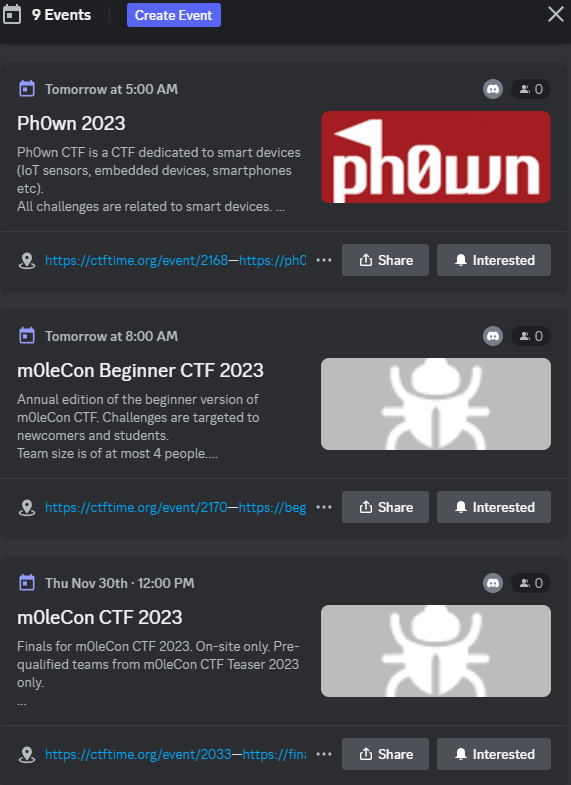 9 Events
Create Event
Tomorrow at 5:00 AM
0
Ph0wn 2023
Ph0wn CTF is a CTF dedicated to smart devices
(IoT sensors, embedded devices, smartphones
etc).
All challenges are related to smart devices. ...
ph0wn
https://ctftime.org/event/2168—https://ph0
Share
Interested
Tomorrow at 8:00 AM
0
m0leCon Beginner CTF 2023
Annual edition of the beginner version of
m0leCon CTF. Challenges are targeted to
newcomers and students.
Team size is of at most 4 people....
https://ctftime.org/event/2170—https://beg
Share
Interested
Thu Nov 30th · 12:00 PM
0
m0leCon CTF 2023
Finals for m0leCon CTF 2023. On-site only. Pre-
qualified teams from m0leCon CTF Teaser 2023
only.
...
https://ctftime.org/event/2033—https://fina
Share
Interested